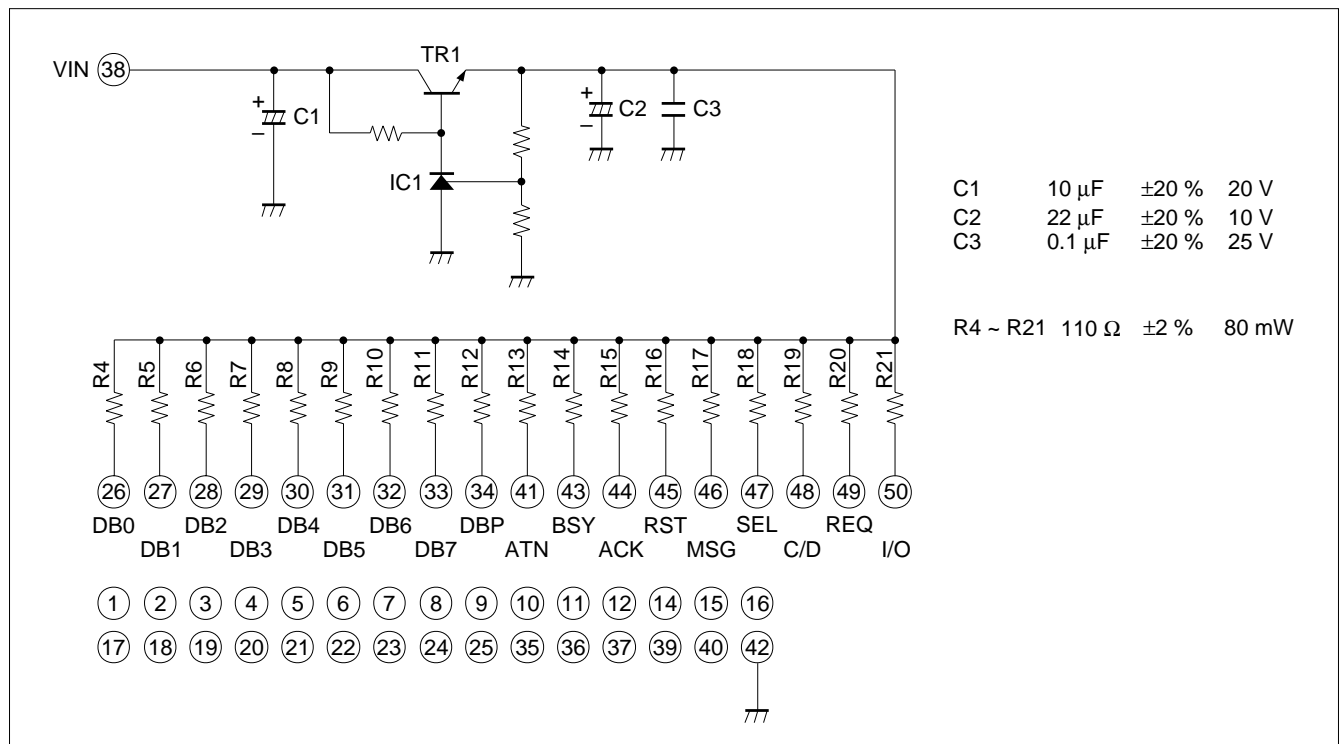 TR1
VIN 38
C1
C2
C3
IC1
+
−
+
−
C1 10 µF ±20 % 20 V
C2 22 µF ±20 % 10 V
C3 0.1 µF ±20 % 25 V
R4 ~ R21 110 Ω ±2 % 80 mW
R4 R5 R6 R7 R8 R9 R10 R11 R12 R13 R14 R15 R16 R17 R18 R19 R20 R21
26 27 28 29 30 31 32 33 34 41 43 44 45 46 47 48 49 50
DB0 DB2 DB4 DB6 DBP BSY RST SEL REQ
DB1 DB3 DB5 DB7 ATN ACK MSG C/D I/O
1 2 3 4 5 6 7 8 9 10 11 12 14 15 16
17 18 19 20 21 22 23 24 25 35 36 37 39 40 42